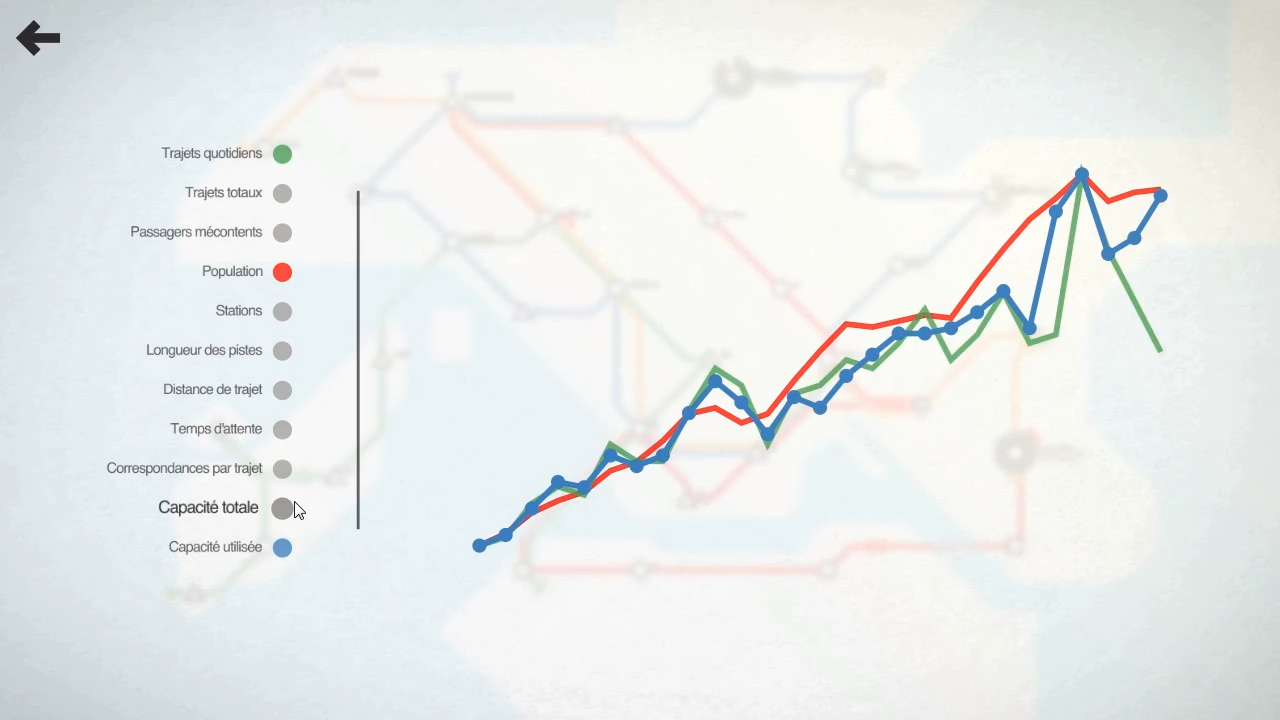 Trajets quotidiens
Trajets totaux
Passagers mécontents
Population
Stations
Longueur des pistes
Distance de trajet
Temps d'attente
Correspondances par trajet
Capacité totale
Capacité utilisée